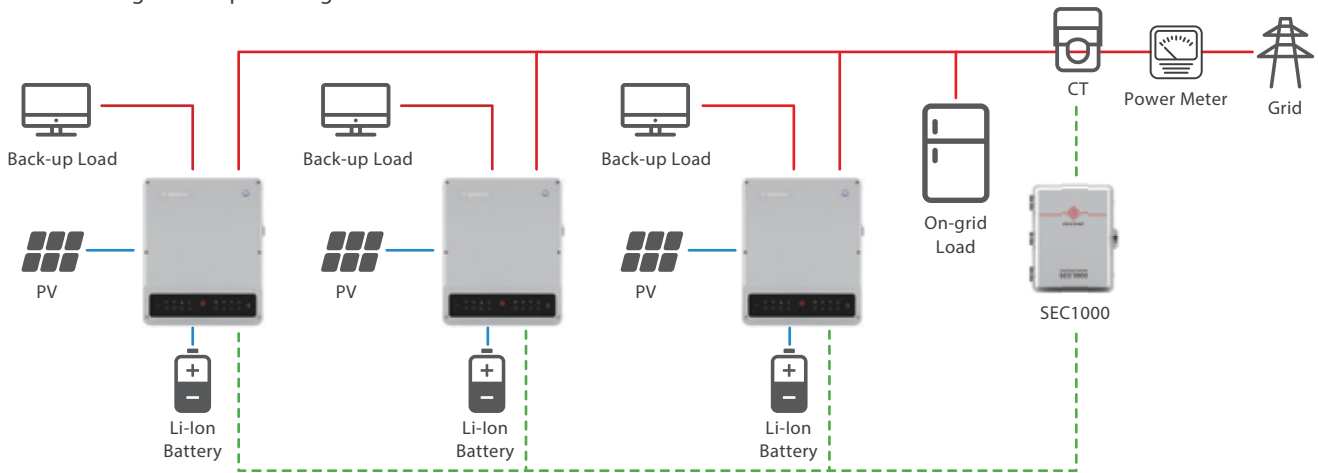 CT
Power Meter
Grid
Back-up Load
Back-up Load
Back-up Load
On-grid
Load
PV
PV
PV
SEC1000
SEC1000
Li-Ion
Battery
Li-Ion
Battery
Li-Ion
Battery